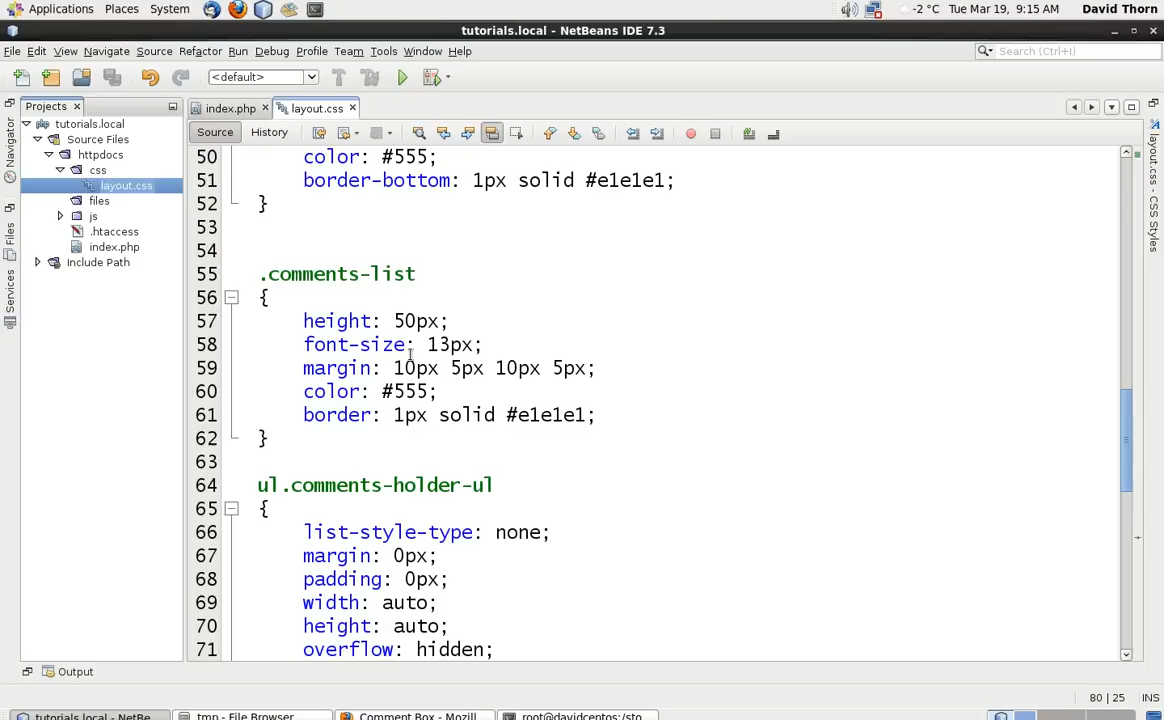 Applications Places System -2 °C Tue Mar 19, 9:15 AM David Thorn
tutorials.local - NetBeans IDE 7.3
File Edit View Navigate Source Refactor Run Debug Profile Team Tools Window Help Search (Ctrl+I)
<default>
Projects index.php layout.css
Source History
Navigator
Files
Services
tutorials.local
Source Files
httpdocs
css
layout.css
files
js
.htaccess
index.php
Include Path
50 color: #555;
51 border-bottom: 1px solid #e1e1e1;
52 }
53
54
55 .comments-list
56 {
57 height: 50px;
58 font-size: 13px;
59 margin: 10px 5px 10px 5px;
60 color: #555;
61 border: 1px solid #e1e1e1;
62 }
63
64 ul.comments-holder-ul
65 {
66 list-style-type: none;
67 margin: 0px;
68 padding: 0px;
69 width: auto;
70 height: auto;
71 overflow: hidden;
layout.css - CSS Styles
Output
80 | 25 INS
tutorials.local - NetBe... tmp - File Browser Comment Box - Mozill... root@davidcentos:/sto...